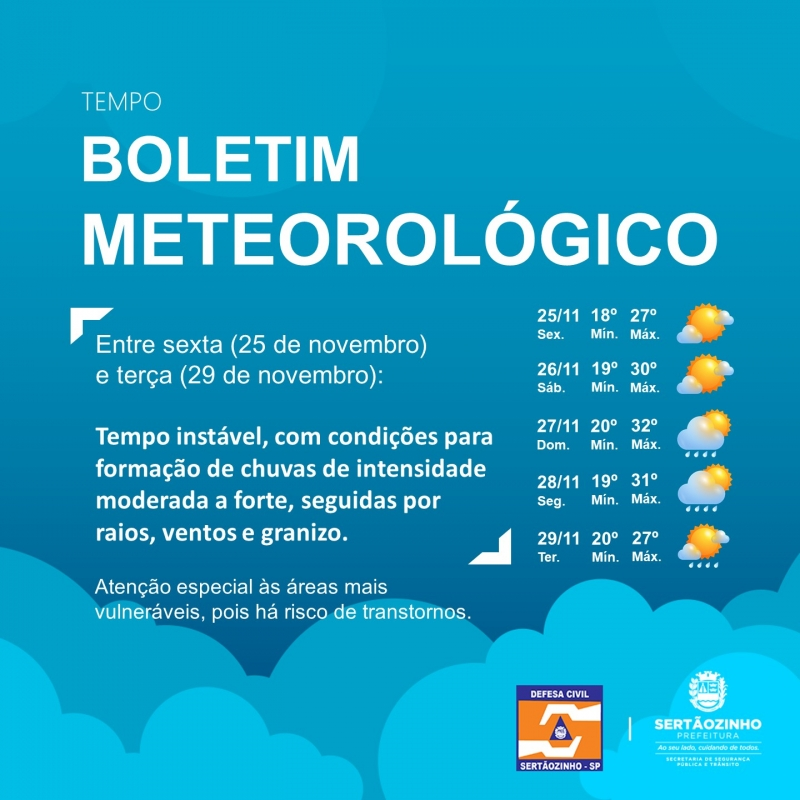 TEMPO
BOLETIM
METEOROLÓGICO
Entre sexta (25 de novembro)
e terça (29 de novembro):
Tempo instável, com condições para
formação de chuvas de intensidade
moderada a forte, seguidas por
raios, ventos e granizo.
Atenção especial às áreas mais
vulneráveis, pois há risco de transtornos.
25/11 18º 27º
Sex. Mín. Máx.
26/11 19º 30º
Sáb. Mín. Máx.
27/11 20º 32º
Dom. Mín. Máx.
28/11 19º 31º
Seg. Mín. Máx.
29/11 20º 27º
Ter. Mín. Máx.
DEFESA CIVIL
SERTÃOZINHO - SP
SERTÃOZINHO
PREFEITURA
Ao seu lado, cuidando de todos.
SECRETARIA DE SEGURANÇA
PÚBLICA E TRÂNSITO